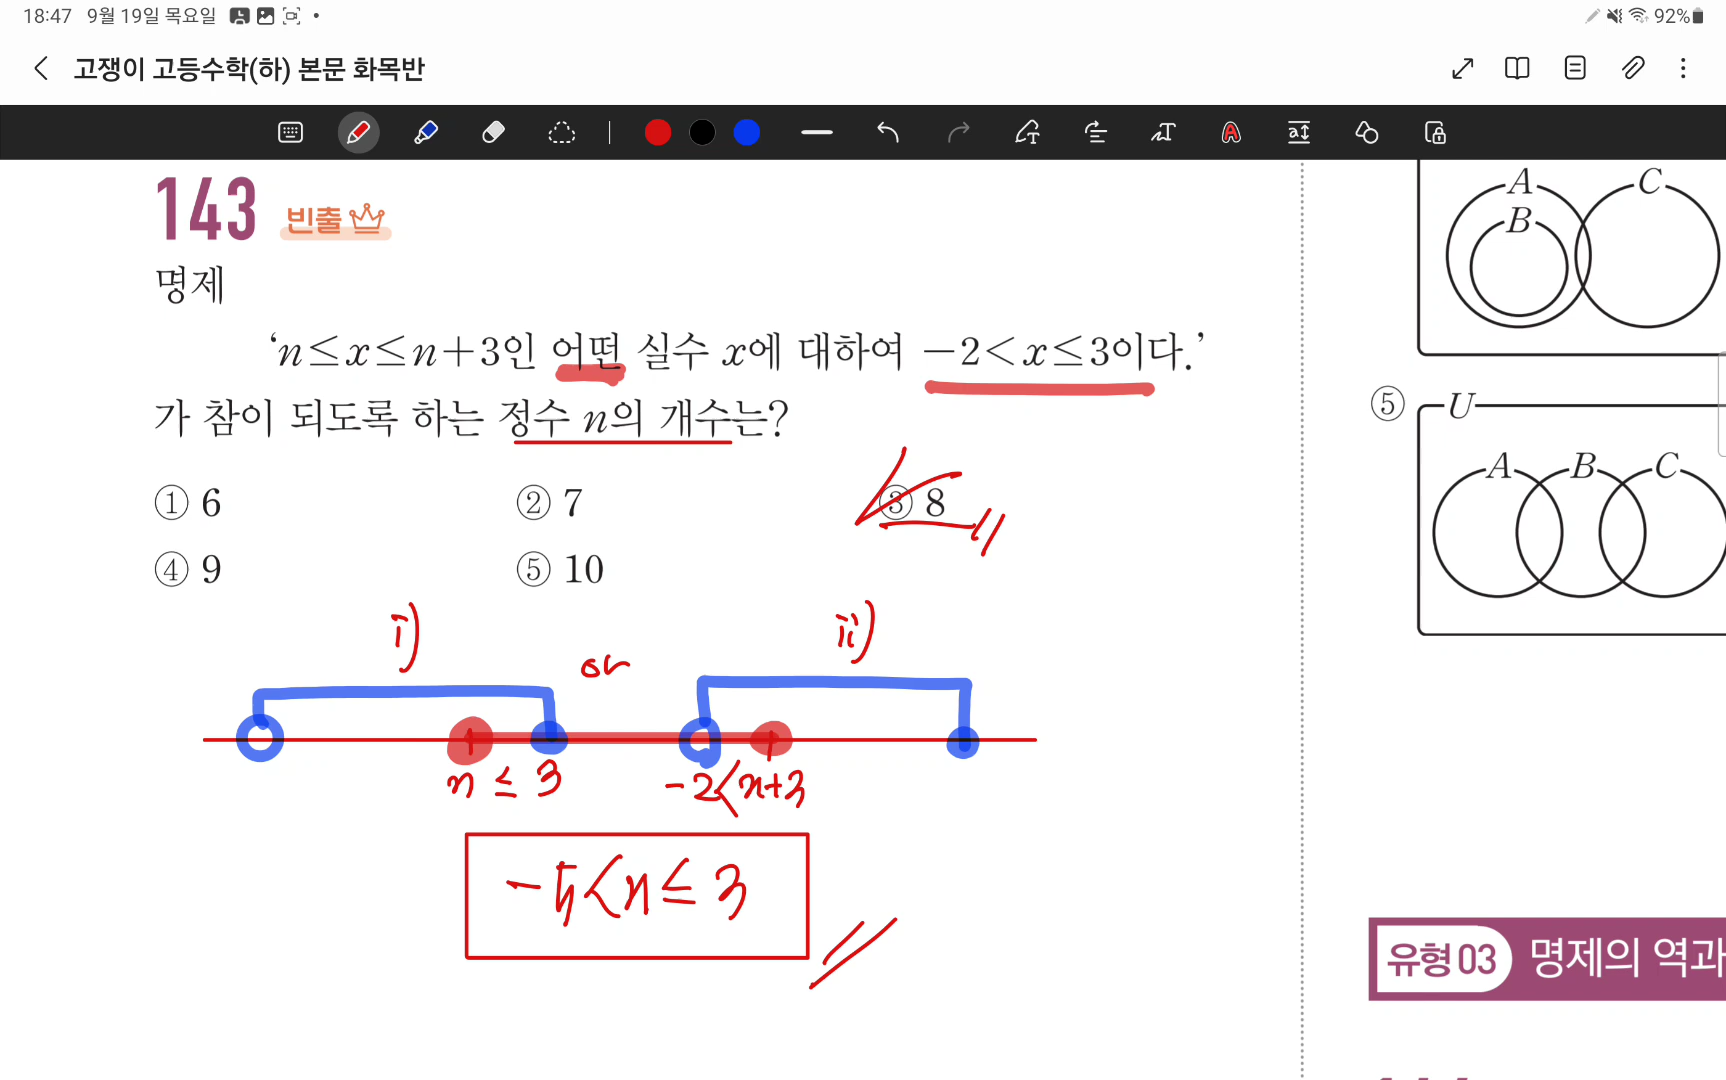 18:47 9월 19일 목요일
92%
고쟁이 고등수학(하) 본문 화목반
143 빈출
명제
‘n≤x≤n+3인 어떤 실수 x에 대하여 -2<x≤3이다.’
가 참이 되도록 하는 정수 n의 개수는?
① 6
② 7
③ 8
④ 9
⑤ 10
i)
or
ii)
n ≤ 3
-2<n+3
-5<n≤3
A
B
C
⑤
U
A
B
C
유형 03 명제의 역과